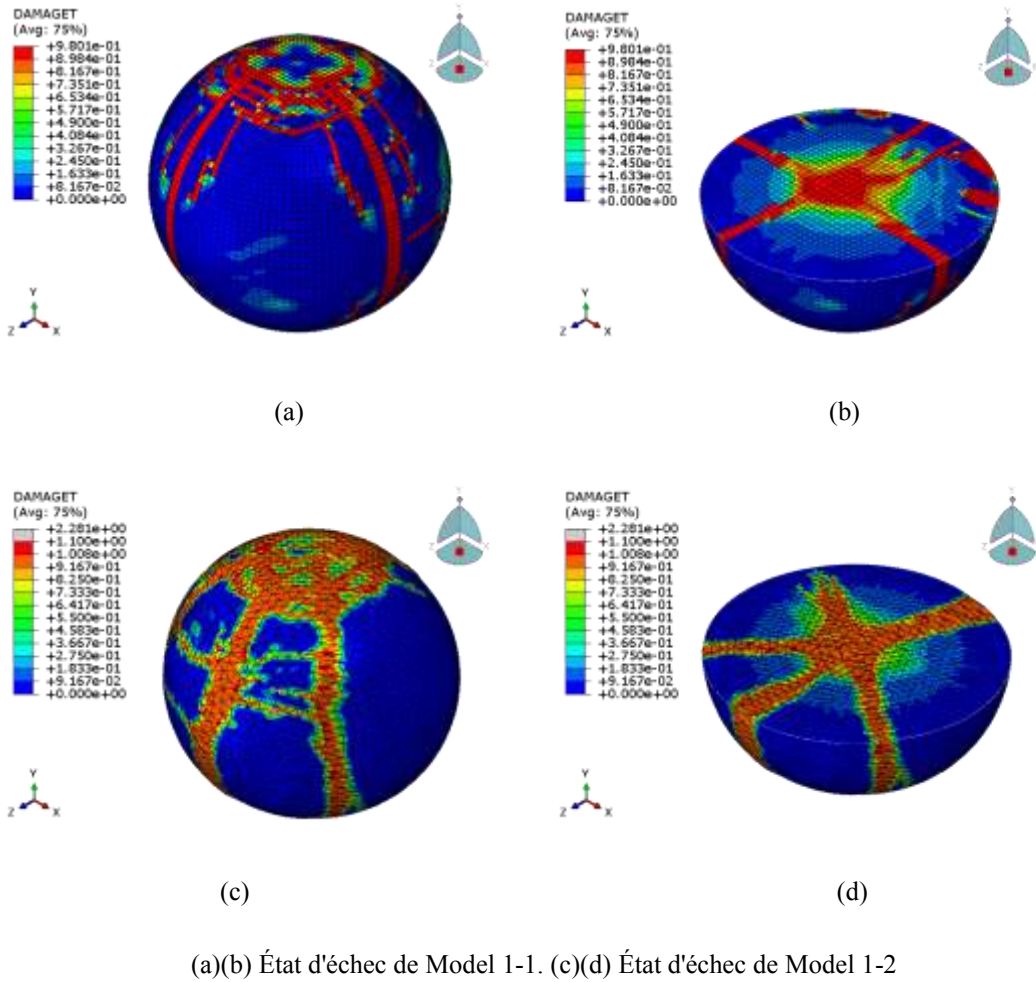 DAMAGET
(Avg: 75%)
+9.801e-01
+8.984e-01
+8.167e-01
+7.351e-01
+6.534e-01
+5.717e-01
+4.900e-01
+4.084e-01
+3.267e-01
+2.450e-01
+1.633e-01
+8.167e-02
+0.000e+00
Y
Z X
(a)
DAMAGET
(Avg: 75%)
+9.801e-01
+8.984e-01
+8.167e-01
+7.351e-01
+6.534e-01
+5.717e-01
+4.900e-01
+4.084e-01
+3.267e-01
+2.450e-01
+1.633e-01
+8.167e-02
+0.000e+00
Y
Z X
(b)
DAMAGET
(Avg: 75%)
+2.281e+00
+1.100e+00
+1.008e+00
+9.167e-01
+8.250e-01
+7.333e-01
+6.417e-01
+5.500e-01
+4.583e-01
+3.667e-01
+2.750e-01
+1.833e-01
+9.167e-02
+0.000e+00
Y
Z X
(c)
DAMAGET
(Avg: 75%)
+2.281e+00
+1.100e+00
+1.008e+00
+9.167e-01
+8.250e-01
+7.333e-01
+6.417e-01
+5.500e-01
+4.583e-01
+3.667e-01
+2.750e-01
+1.833e-01
+9.167e-02
+0.000e+00
Y
Z X
(d)
(a)(b) État d'échec de Model 1-1. (c)(d) État d'échec de Model 1-2